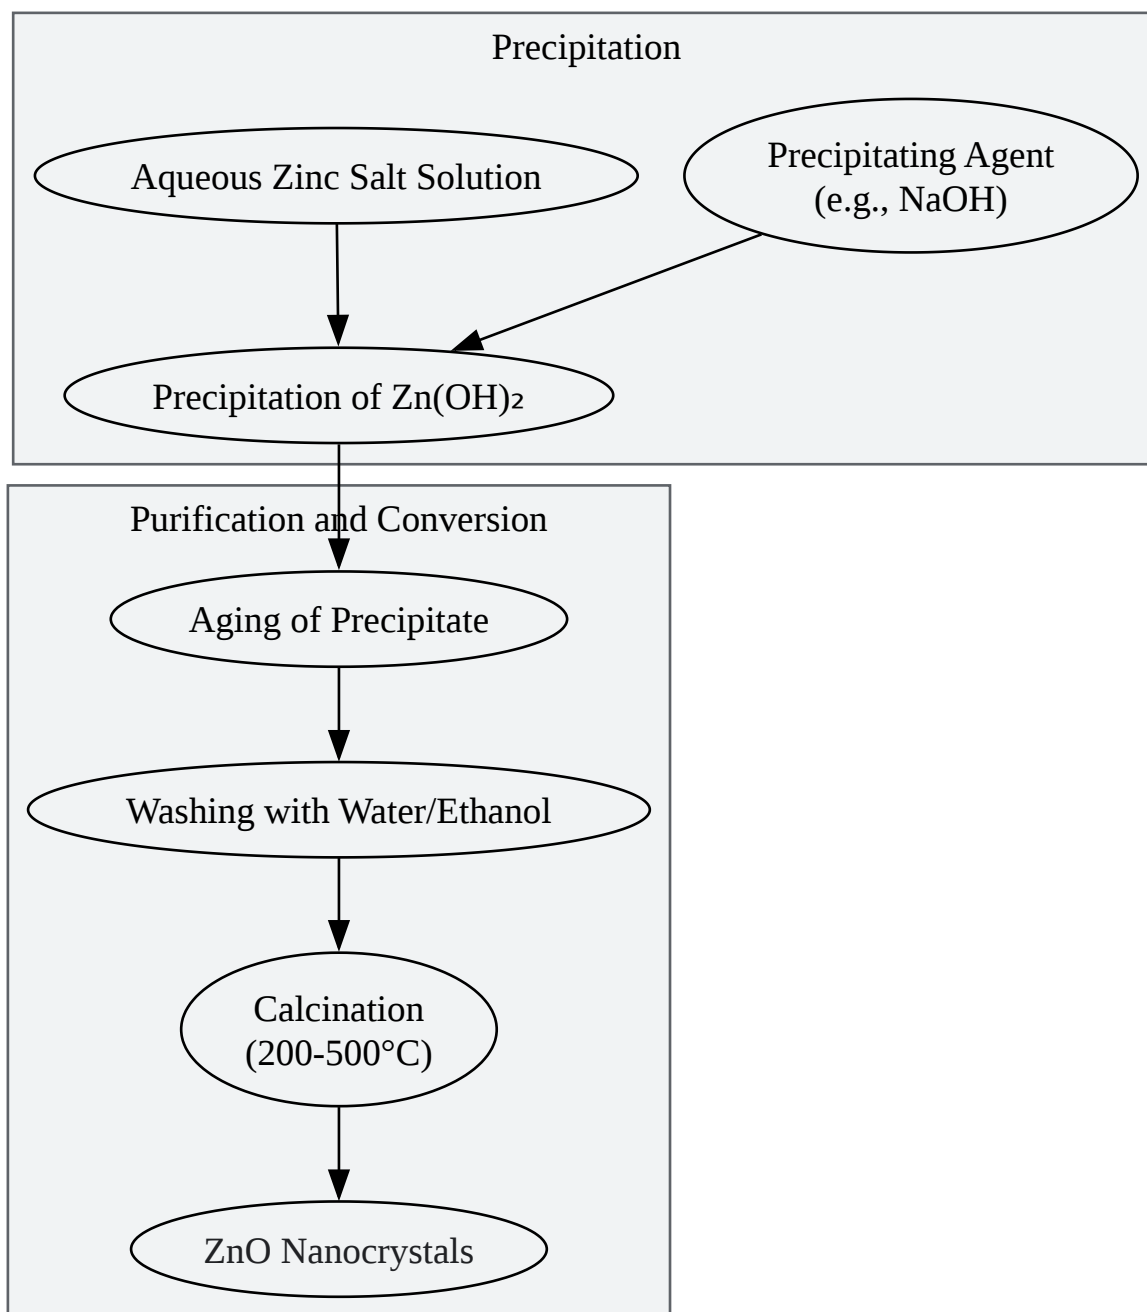 Precipitation
Aqueous Zinc Salt Solution
Precipitating Agent
(e.g., NaOH)
Precipitation of Zn(OH)₂
Purification and Conversion
Aging of Precipitate
Washing with Water/Ethanol
Calcination
(200-500°C)
ZnO Nanocrystals